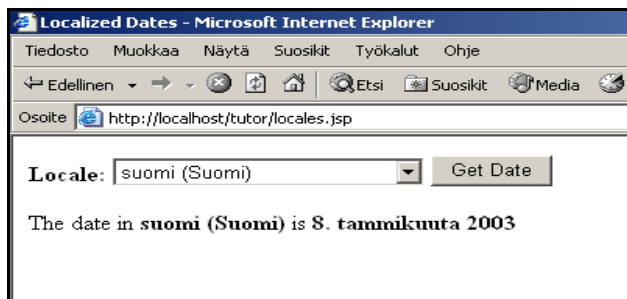 Localized Dates - Microsoft Internet Explorer
Tiedosto Muokkaa Näytä Suosikit Työkalut Ohje
Edellinen Etsi Suosikit Media
Osoite http://localhost/tutor/locales.jsp
Locale: suomi (Suomi) Get Date
The date in suomi (Suomi) is 8. tammikuuta 2003